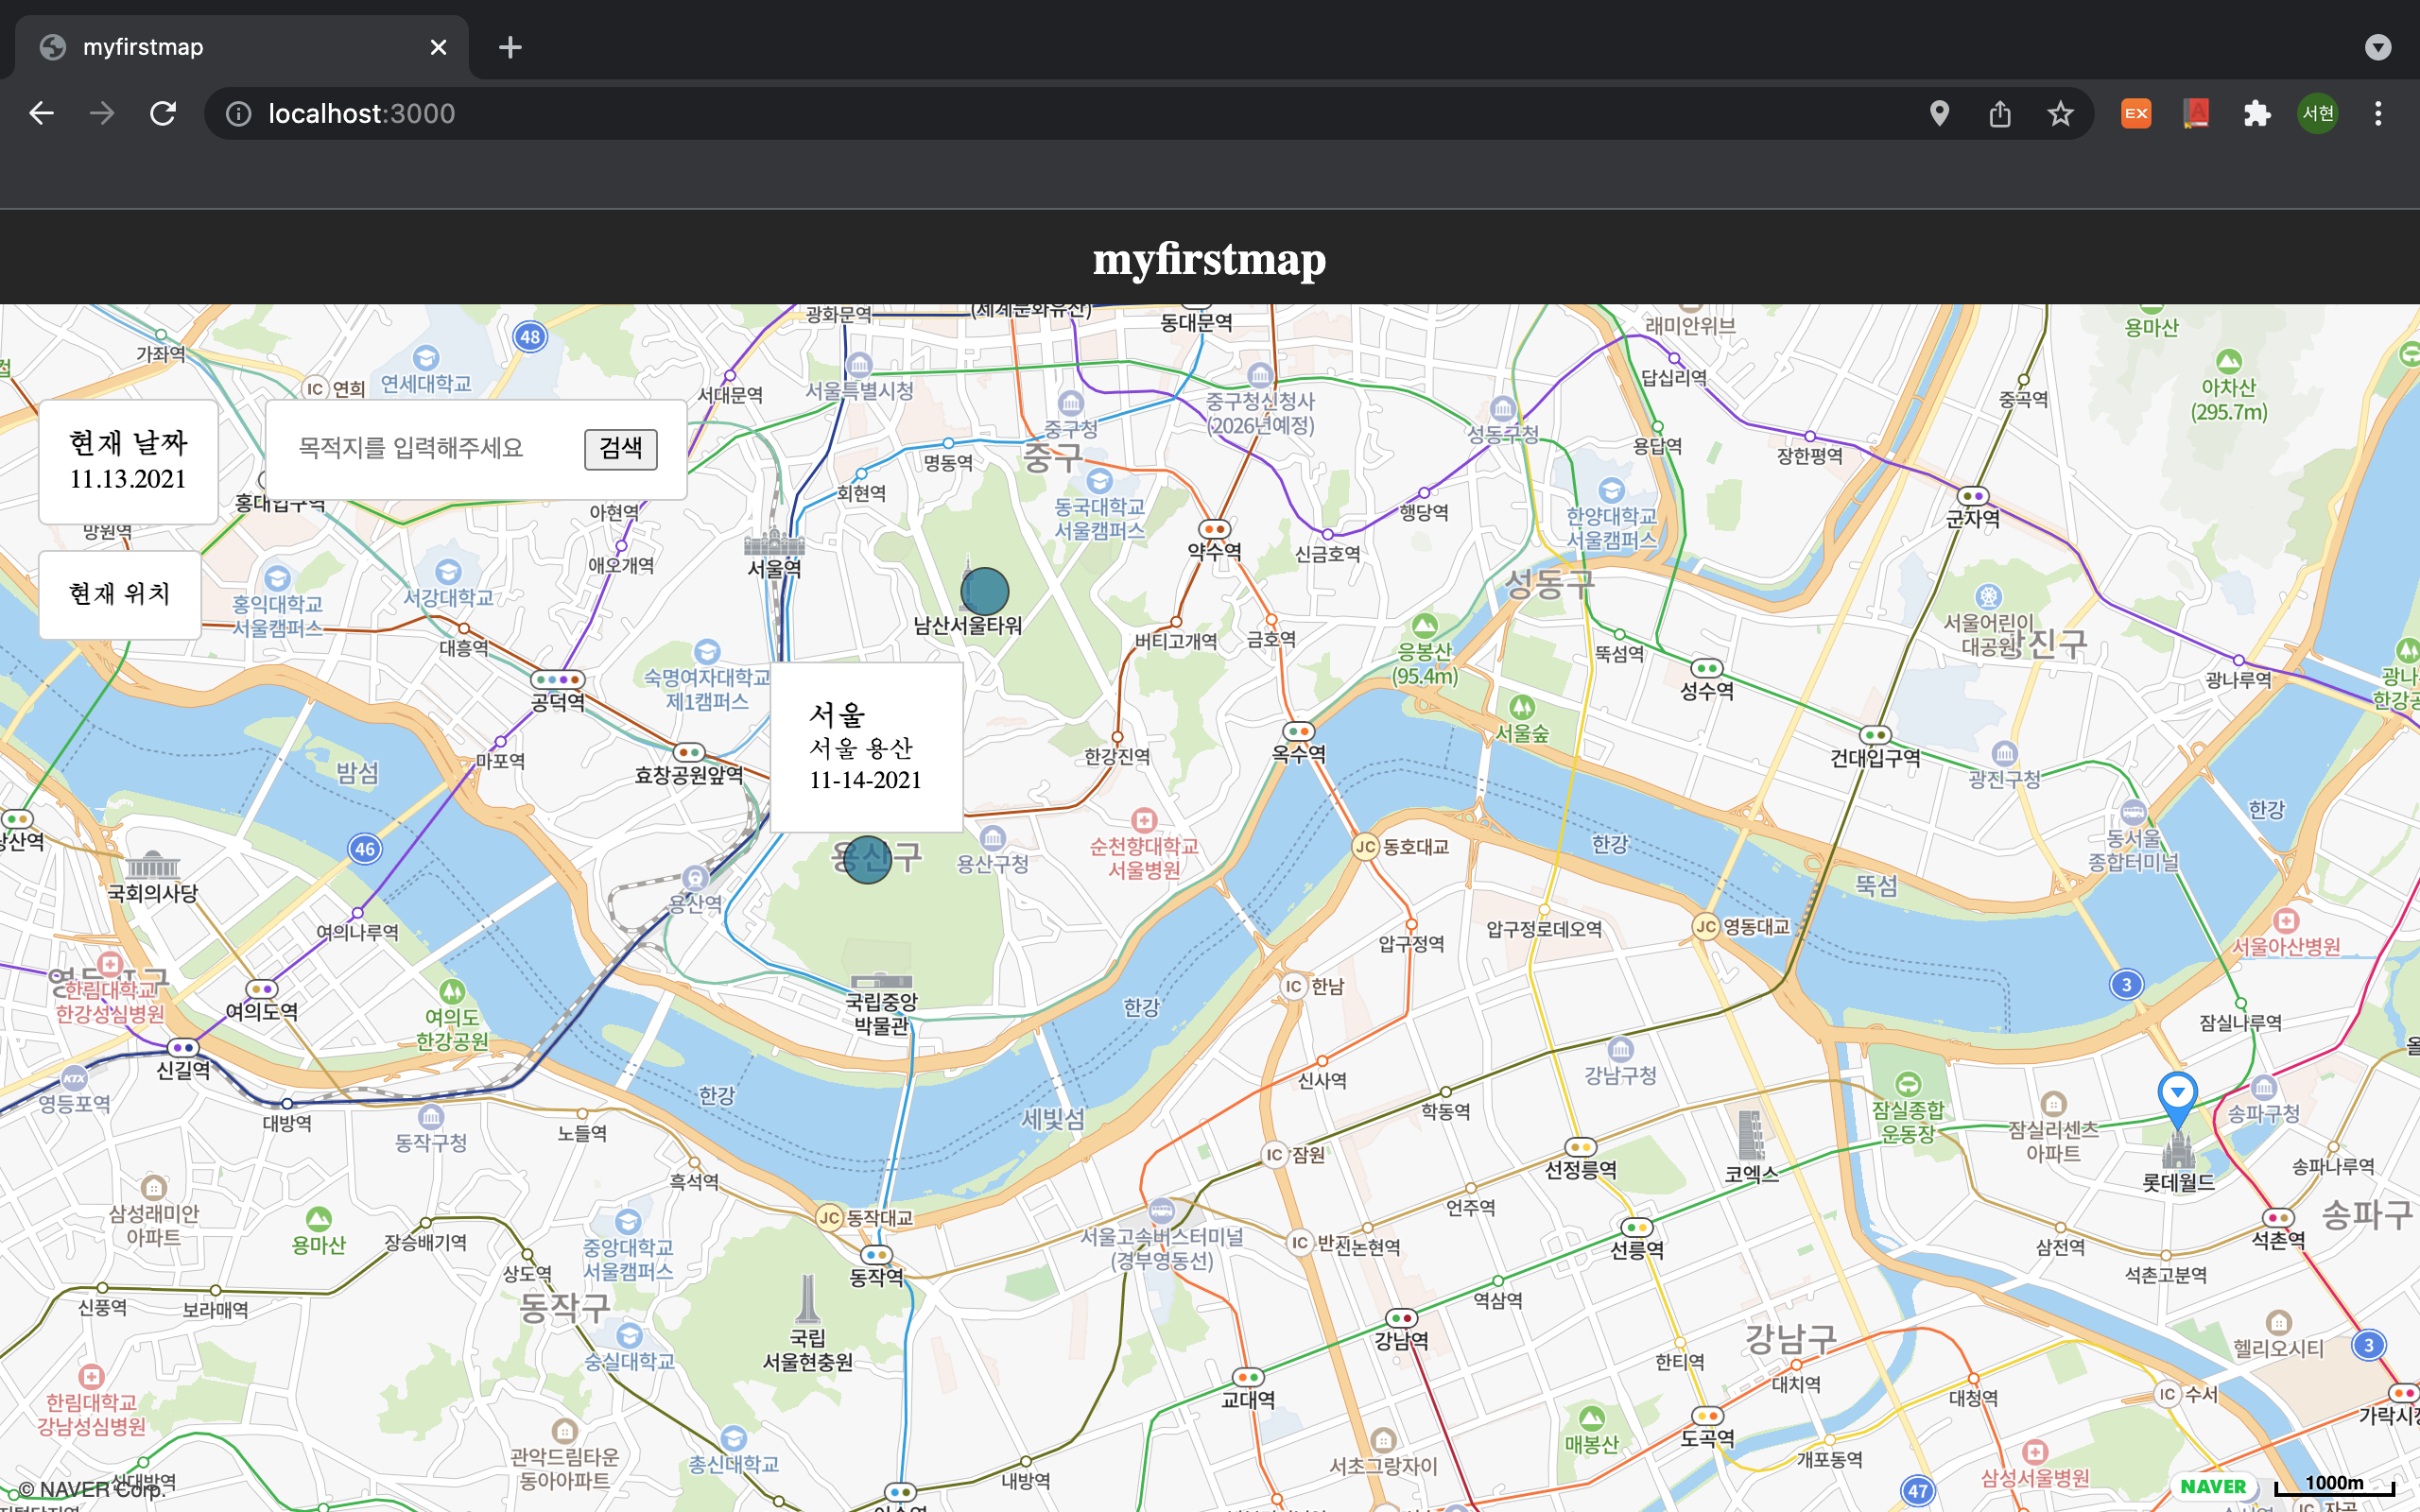 myfirstmap
localhost:3000
EX
서현
myfirstmap
광화문역
(세계문화유산)
동대문역
래미안위브
용마산
가좌역
48
IC 연희
연세대학교
서대문역
서울특별시청
중구청
중구청신청사
(2026년예정)
성동구청
답십리역
용답역
중곡역
아차산
(295.7m)
현재 날짜
11.13.2021
목적지를 입력해주세요
검색
명동역
중구
장한평역
홍대입구역
망원역
아현역
회현역
동국대학교
서울캠퍼스
행당역
한양대학교
서울캠퍼스
군자역
현재 위치
홍익대학교
서울캠퍼스
서강대학교
애오개역
서울역
약수역
신금호역
성동구
남산서울타워
버티고개역
금호역
응봉산
(95.4m)
뚝섬역
서울어린이
대공원
광진구
대흥역
공덕역
숙명여자대학교
제1캠퍼스
성수역
광나루역
서울
서울 용산
11-14-2021
마포역
효창공원앞역
밤섬
한강진역
옥수역
서울숲
건대입구역
광진구청
46
국회의사당
용산구
용산구청
순천향대학교
서울병원
JC 동호대교
한강
뚝섬
동서울
종합터미널
한강
용산역
여의나루역
압구정역
압구정로데오역
JC 영동대교
서울아산병원
영등포구
한림대학교
한강성심병원
여의도역
여의도
한강공원
국립중앙
박물관
한강
IC 한남
3
잠실나루역
신길역
KTX
영등포역
대방역
동작구청
노들역
한강
세빛섬
신사역
학동역
강남구청
잠실종합
운동장
잠실리센츠
아파트
송파구청
흑석역
IC 잠원
선정릉역
코엑스
롯데월드
송파나루역
삼성래미안
아파트
용마산
장승배기역
중앙대학교
서울캠퍼스
JC 동작대교
서울고속버스터미널
(경부영동선)
언주역
IC
신논현역
선릉역
삼전역
석촌역
송파구
석촌고분역
동작역
상도역
신풍역
보라매역
동작구
숭실대학교
국립
서울현충원
역삼역
강남역
강남구
한티역
대치역
헬리오시티
3
한림대학교
강남성심병원
교대역
대청역
IC 수서
관악드림타운
동아아파트
총신대학교
내방역
서초그랑자이
매봉산
도곡역
개포동역
삼성서울병원
47
© NAVER Corp.
신대방역
NAVER
1000m